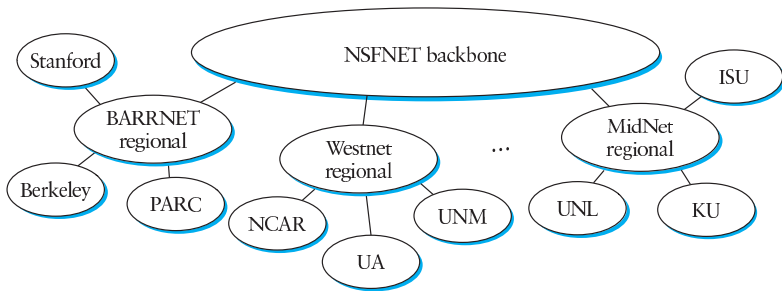 NSFNET backbone
Stanford
ISU
BARRNET
regional
MidNet
regional
Westnet
regional
...
Berkeley
PARC
NCAR
UNM
UNL
KU
UA